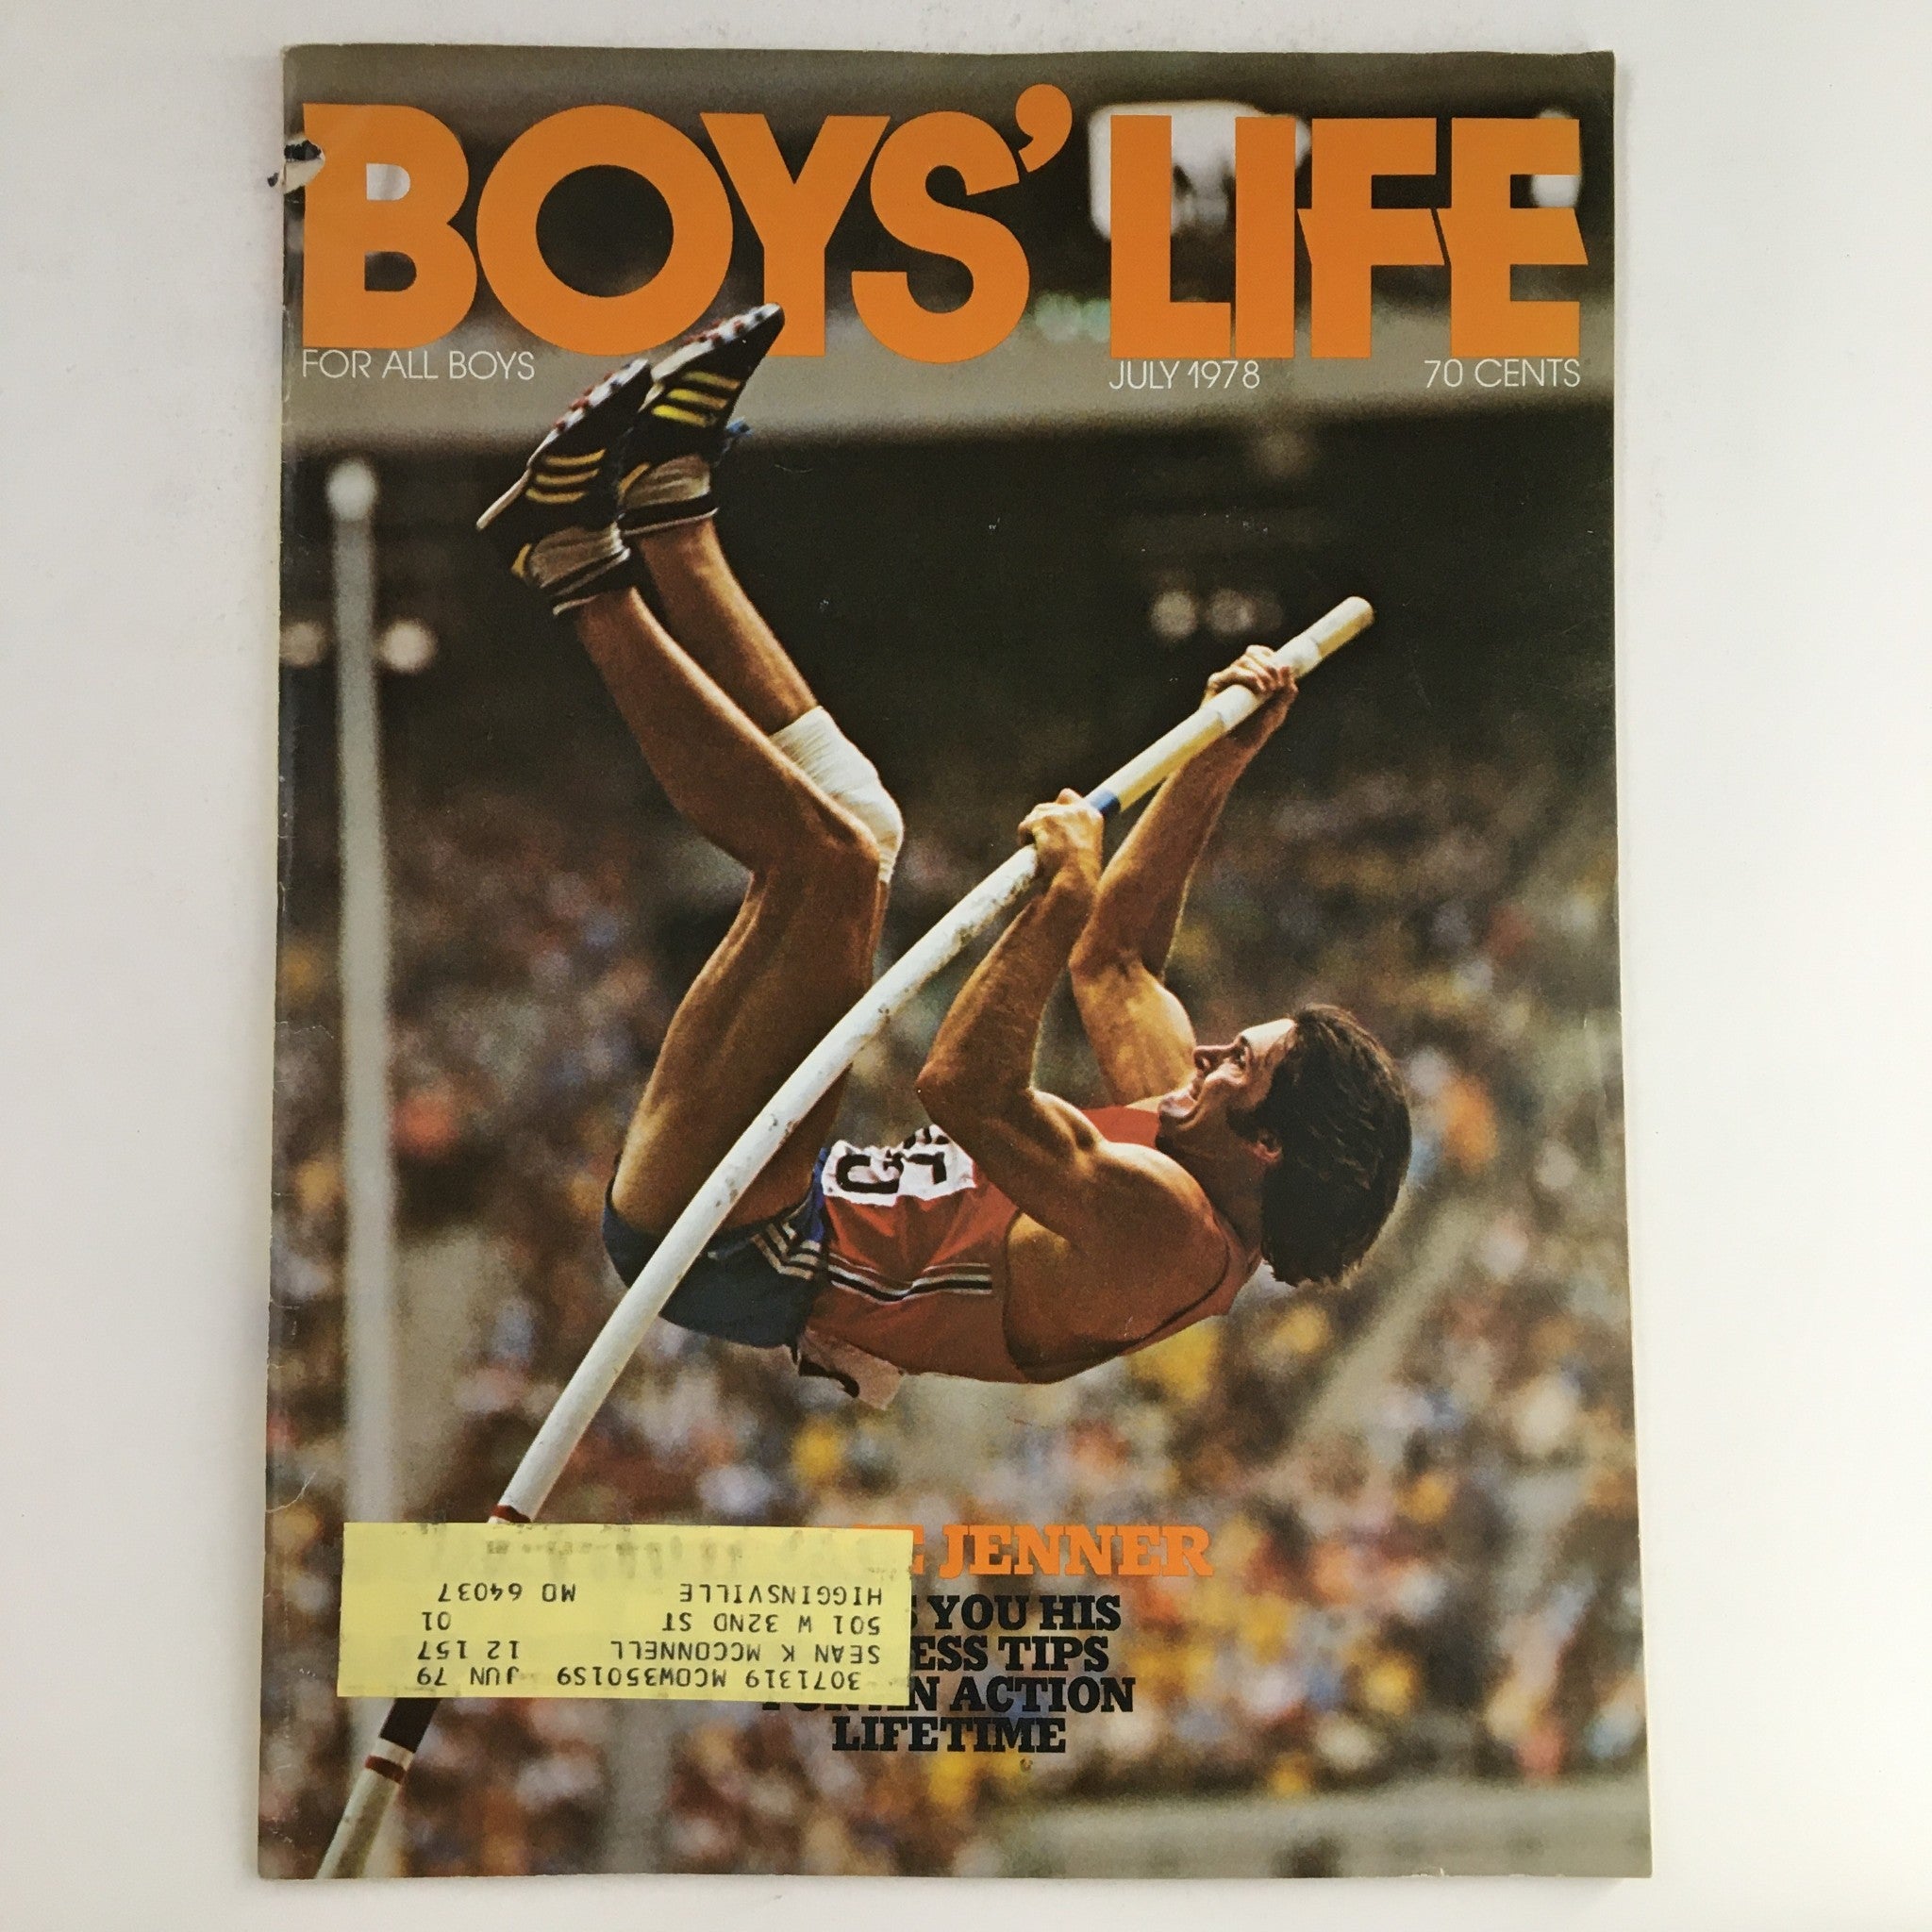 BOYS' LIFE
FOR ALL BOYS
JULY 1978
70 CENTS
JENNER
YOU HIS
TIPS
ACTION
LIFETIME
3071319 MCOW3501S9 JUN 79
SEAN K MCCONNELL 12 157
501 W 32ND ST 01
HIGGINSVILLE MO 64037